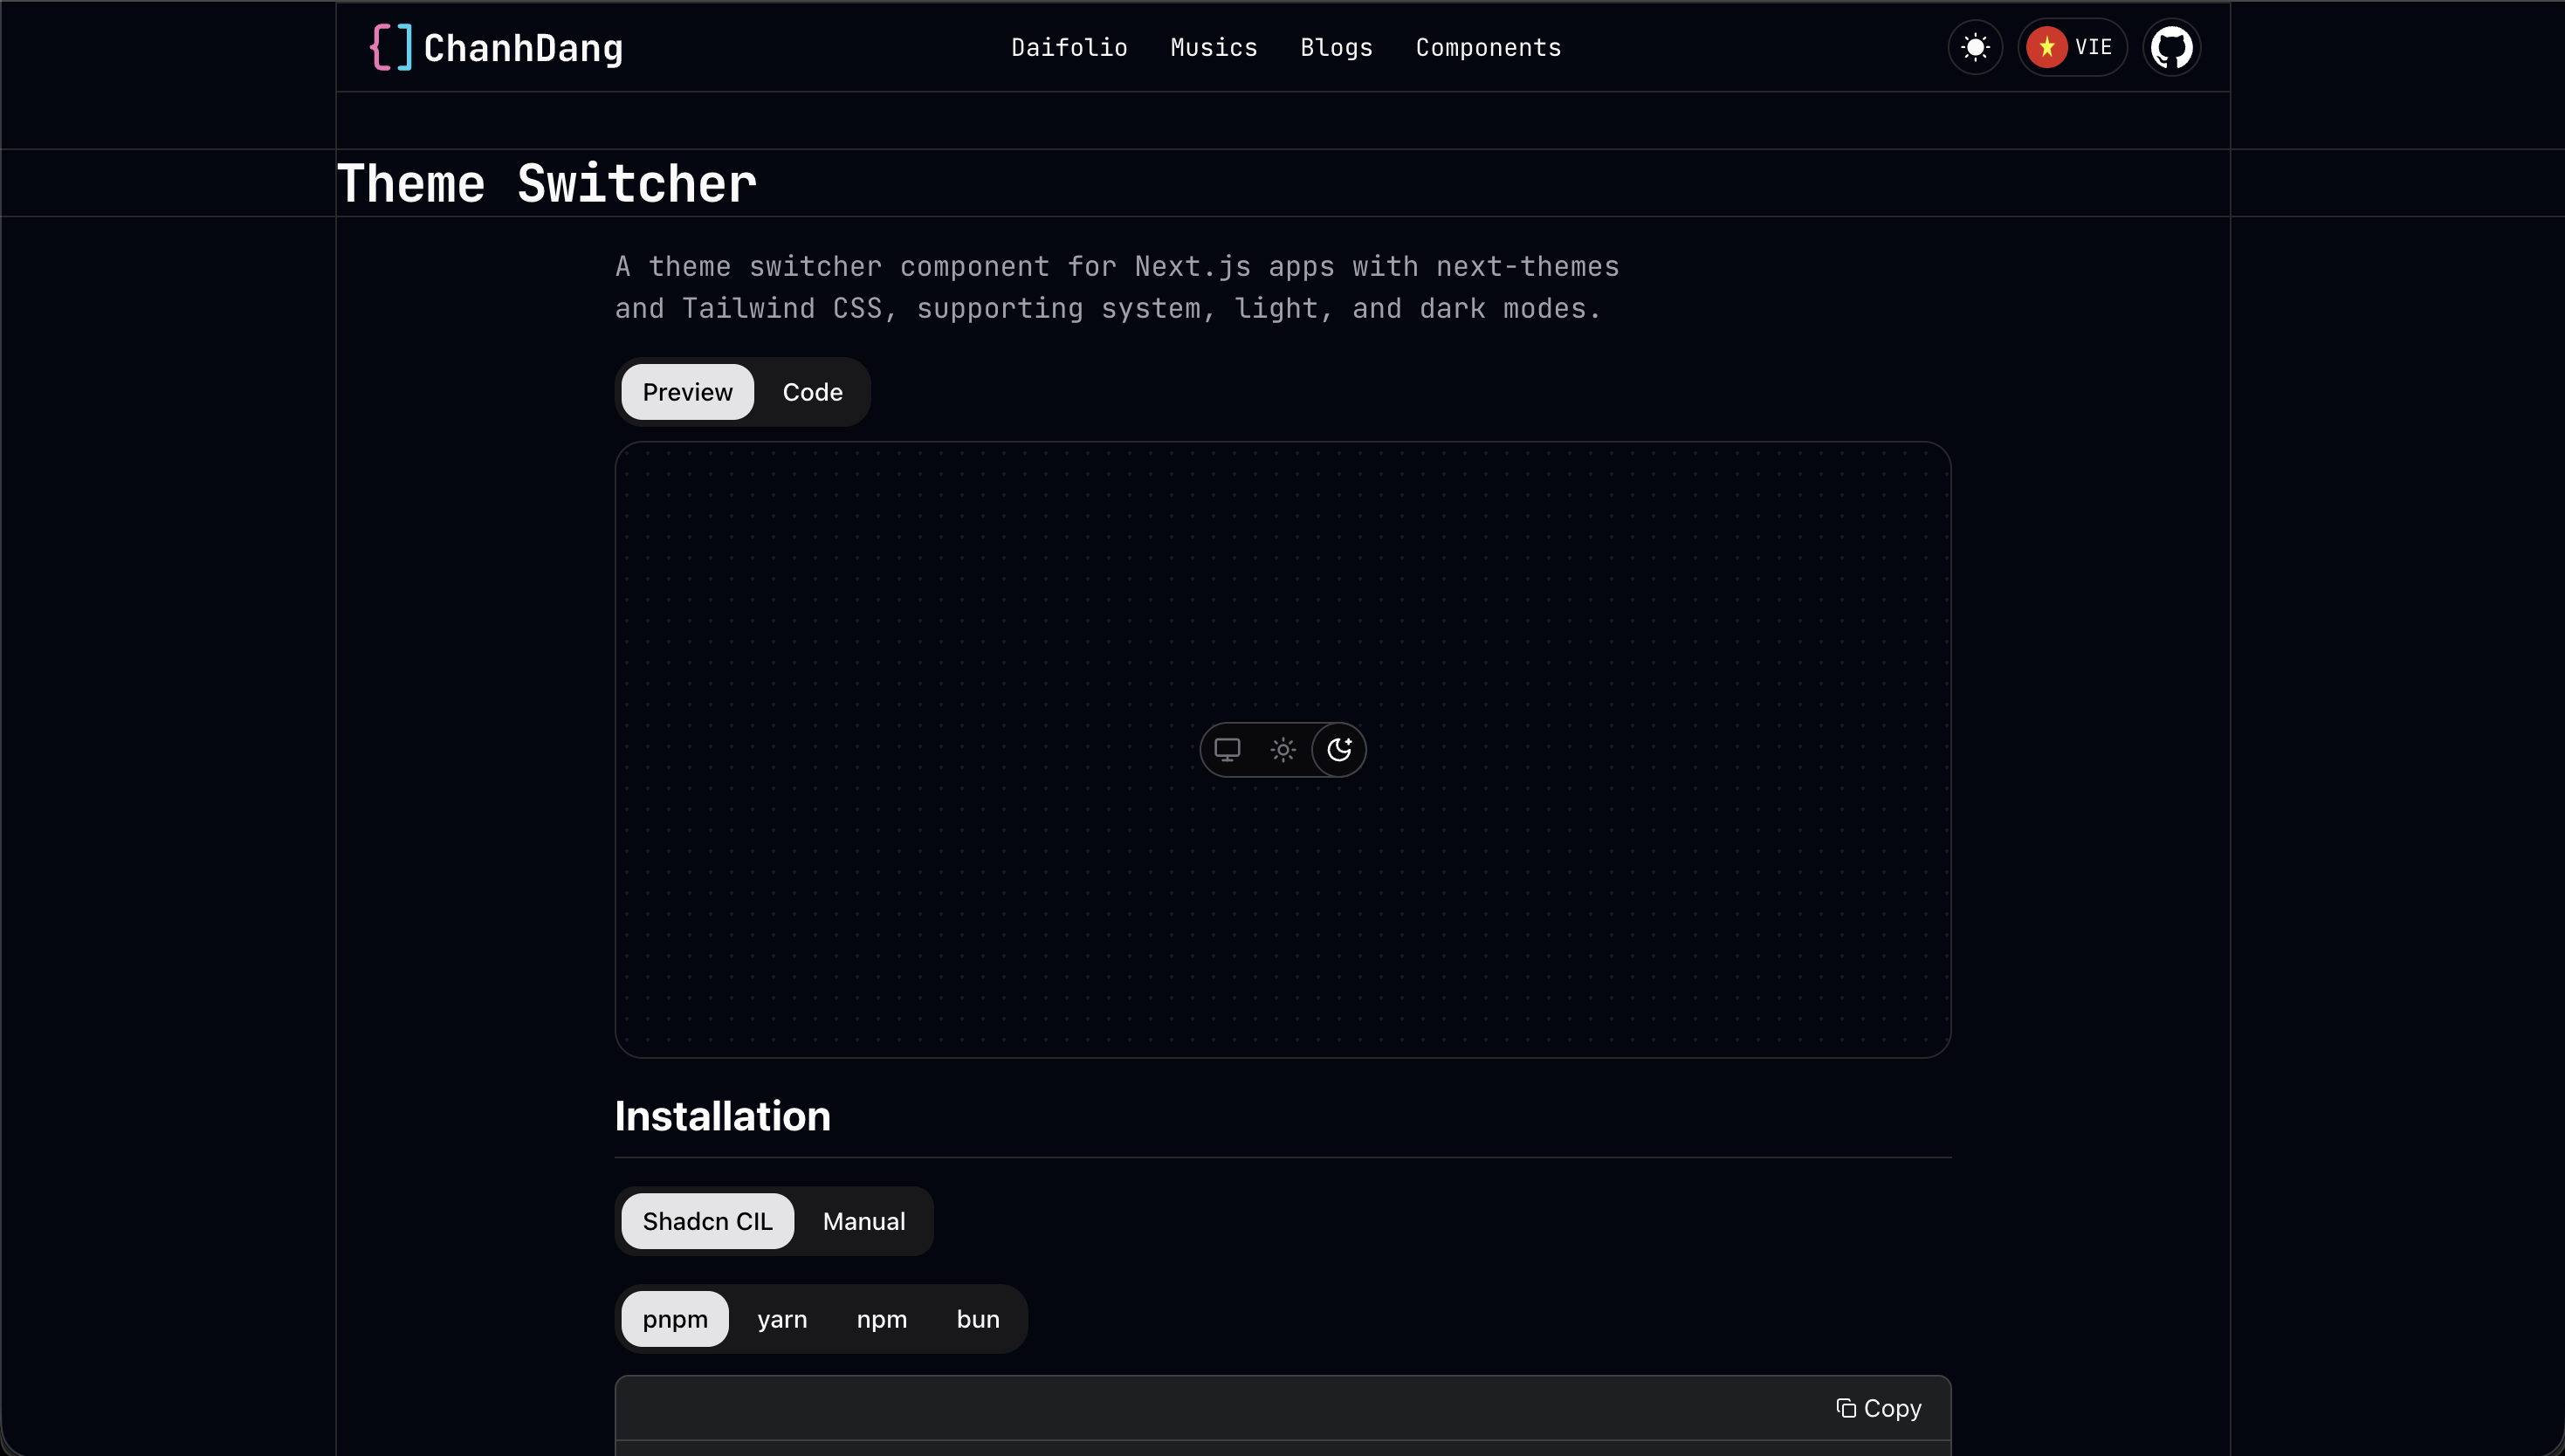 ChanhDang
Daifolio Musics Blogs Components
VIE
Theme Switcher
A theme switcher component for Next.js apps with next-themes
and Tailwind CSS, supporting system, light, and dark modes.
Preview Code
Installation
Shadcn CIL Manual
pnpm yarn npm bun
Copy